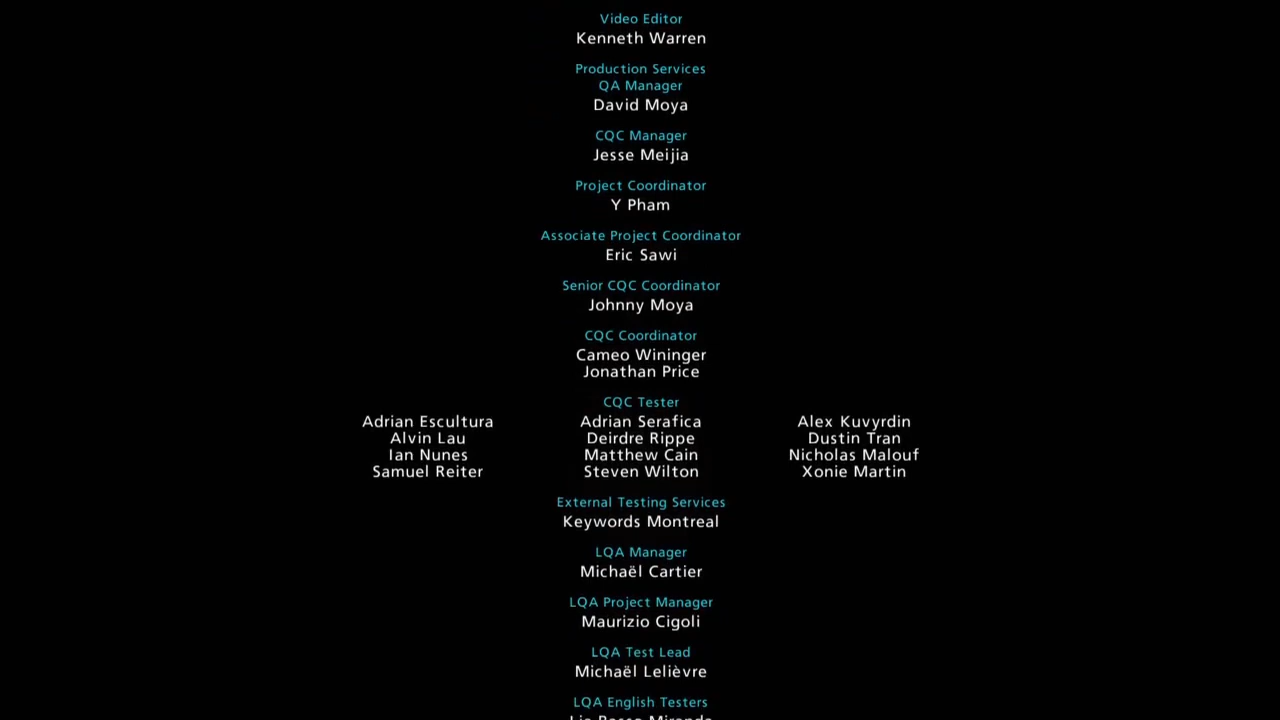 Video Editor
Kenneth Warren
Production Services
QA Manager
David Moya
CQC Manager
Jesse Meijia
Project Coordinator
Y Pham
Associate Project Coordinator
Eric Sawi
Senior CQC Coordinator
Johnny Moya
CQC Coordinator
Cameo Wininger
Jonathan Price
CQC Tester
Adrian Escultura Adrian Serafica Alex Kuvyrdin
Alvin Lau Deirdre Rippe Dustin Tran
Ian Nunes Matthew Cain Nicholas Malouf
Samuel Reiter Steven Wilton Xonie Martin
External Testing Services
Keywords Montreal
LQA Manager
Michaël Cartier
LQA Project Manager
Maurizio Cigoli
LQA Test Lead
Michaël Lelièvre
LQA English Testers